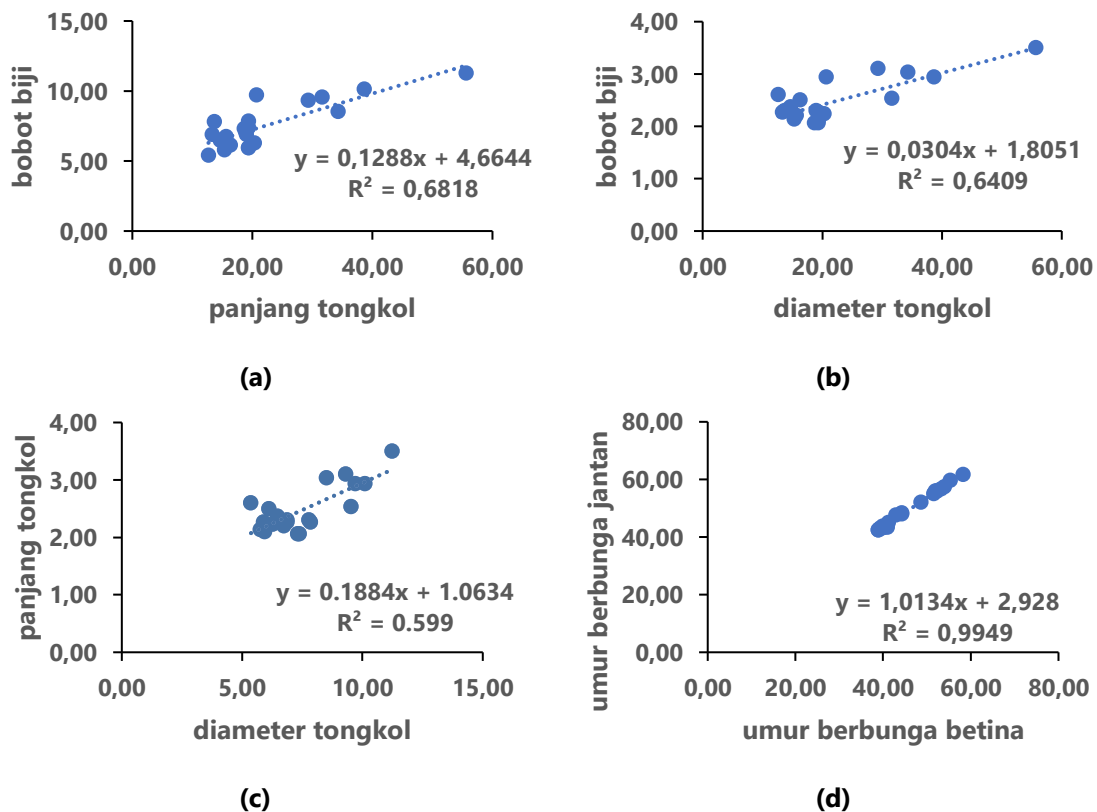 15,00
10,00
5,00
0,00
bobot biji
y = 0,1288x + 4,6644
R² = 0,6818
0,00 20,00 40,00 60,00
panjang tongkol
(a)
4,00
3,00
2,00
1,00
0,00
bobot biji
y = 0,0304x + 1,8051
R² = 0,6409
0,00 20,00 40,00 60,00
diameter tongkol
(b)
4,00
3,00
2,00
1,00
0,00
panjang tongkol
y = 0.1884x + 1.0634
R² = 0.599
0,00 5,00 10,00 15,00
diameter tongkol
(c)
80,00
60,00
40,00
20,00
0,00
umur berbunga jantan
y = 1,0134x + 2,928
R² = 0,9949
0,00 20,00 40,00 60,00 80,00
umur berbunga betina
(d)